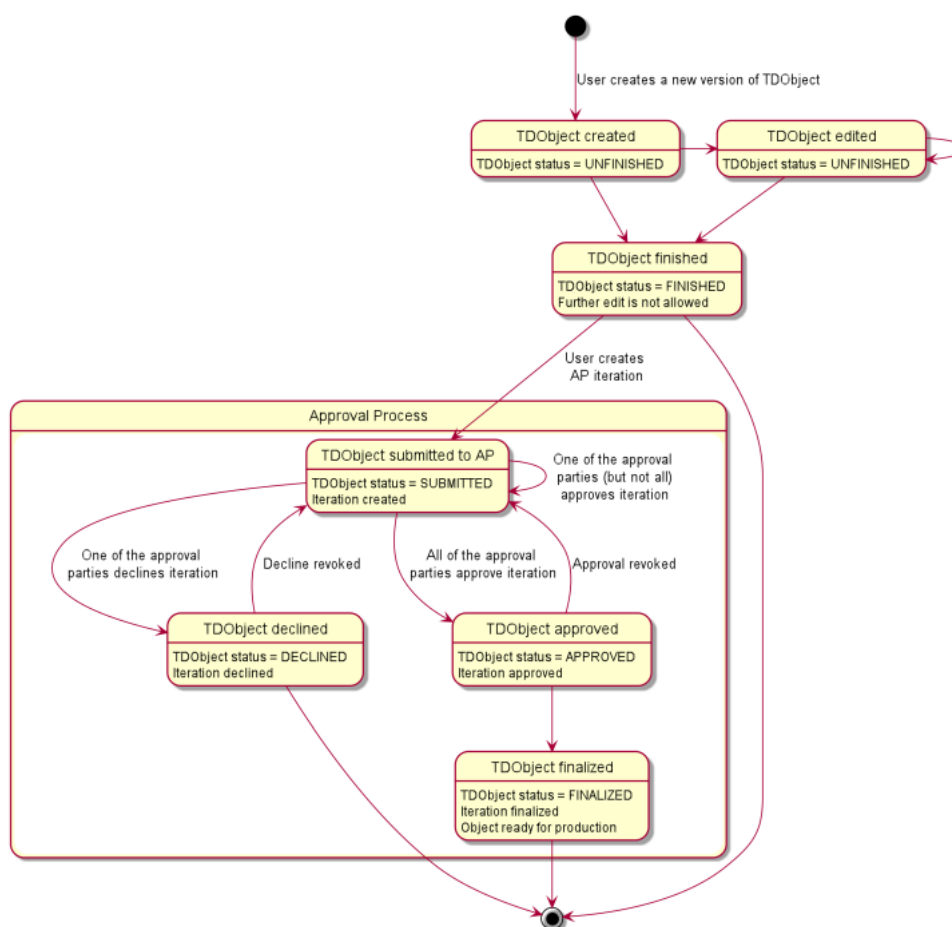 User creates a new version of TDObject
TDObject created
TDObject status = UNFINISHED
TDObject edited
TDObject status = UNFINISHED
TDObject finished
TDObject status = FINISHED
Further edit is not allowed
User creates
AP iteration
Approval Process
TDObject submitted to AP
TDObject status = SUBMITTED
Iteration created
One of the approval
parties (but not all)
approves iteration
One of the approval
parties declines iteration
Decline revoked
All of the approval
parties approve iteration
Approval revoked
TDObject declined
TDObject status = DECLINED
Iteration declined
TDObject approved
TDObject status = APPROVED
Iteration approved
TDObject finalized
TDObject status = FINALIZED
Iteration finalized
Object ready for production